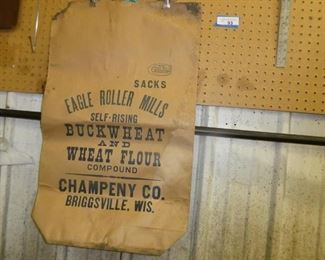 SACKS
EAGLE ROLLER MILLS
SELF-RISING
BUCKWHEAT
AND
WHEAT FLOUR
COMPOUND
CHAMPENY CO.
BRIGGSVILLE, WIS.